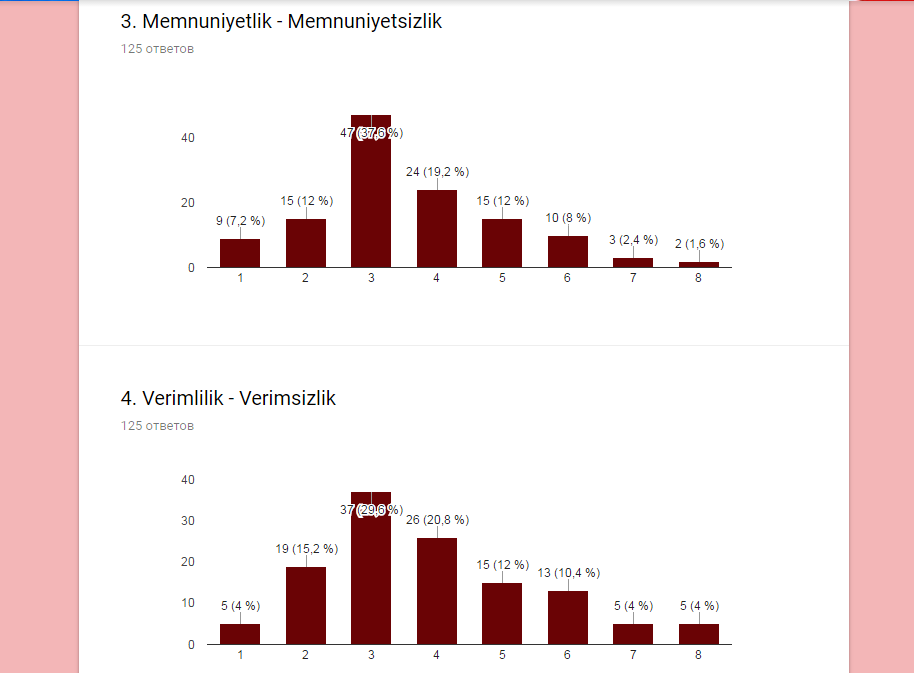 3. Memnuniyetlik - Memnuniyetsizlik
125 ответов
40
47 (37,6 %)
24 (19,2 %)
20
15 (12 %)
15 (12 %)
9 (7,2 %)
10 (8 %)
3 (2,4 %)
2 (1,6 %)
0
1 2 3 4 5 6 7 8
4. Verimlilik - Verimsizlik
125 ответов
40
37 (29,6 %)
30
26 (20,8 %)
19 (15,2 %)
20
15 (12 %)
13 (10,4 %)
10
5 (4 %)
5 (4 %)
5 (4 %)
0
1 2 3 4 5 6 7 8